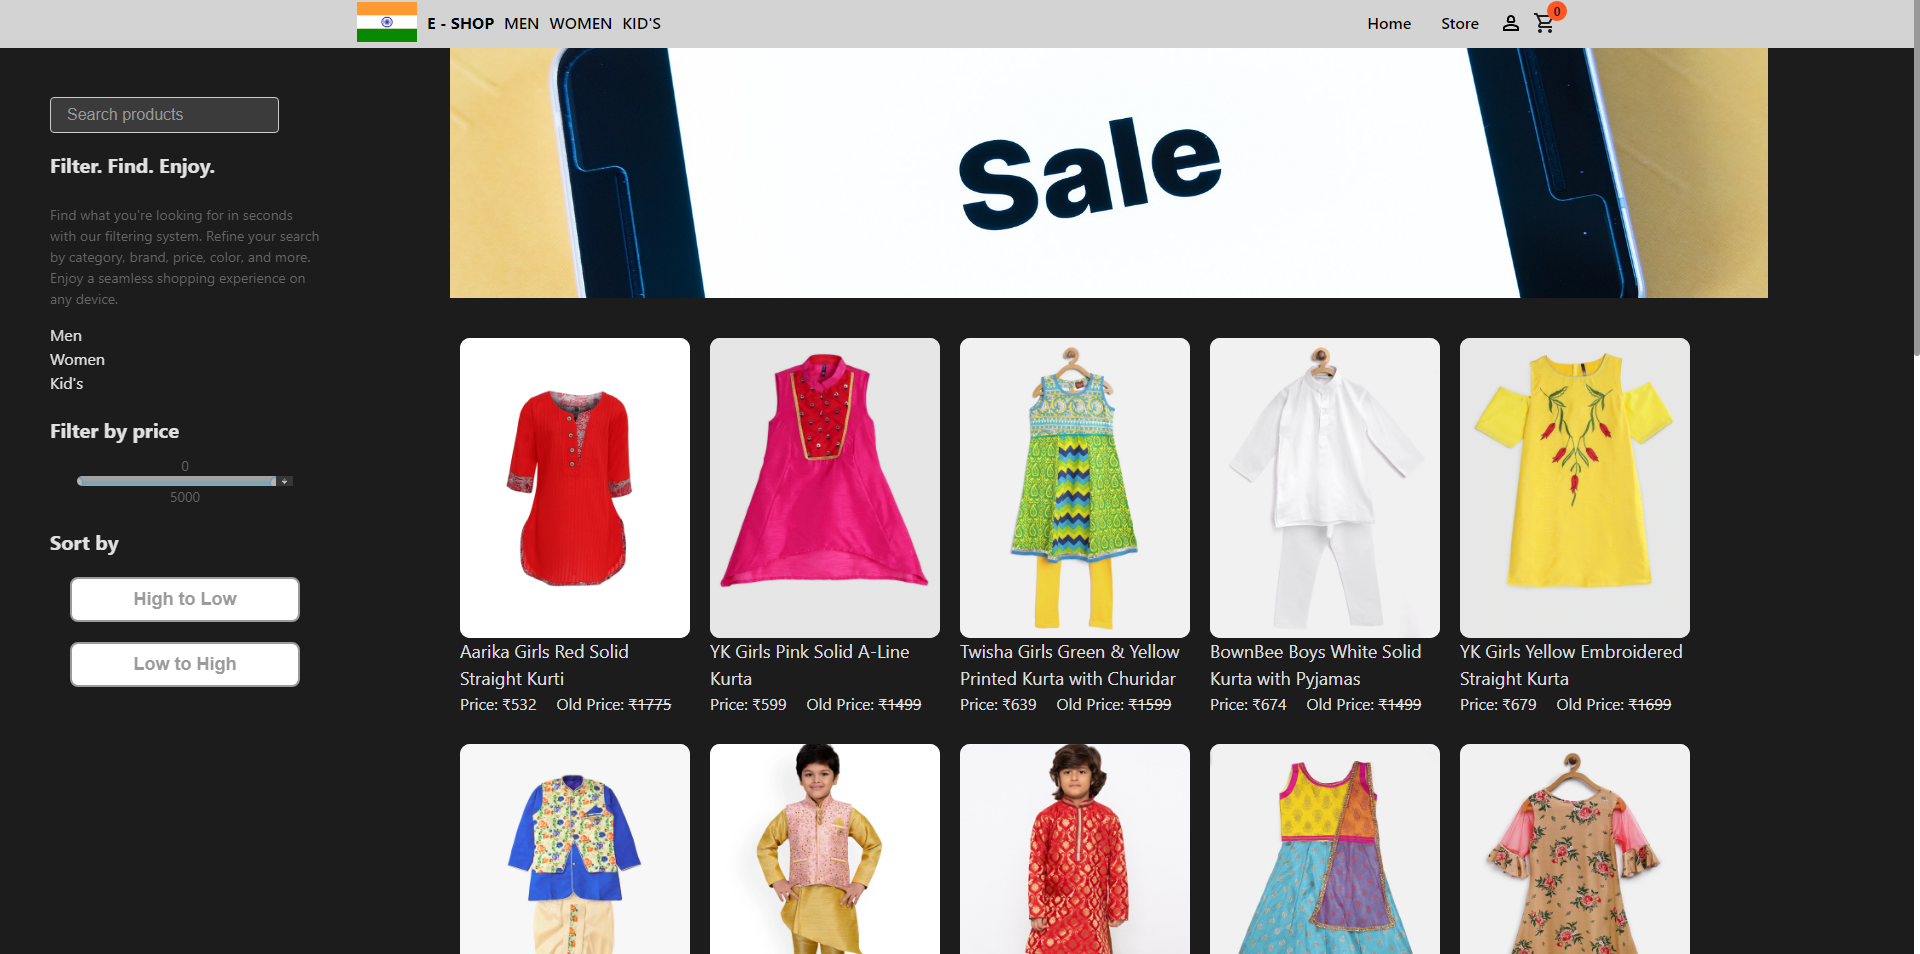 E - SHOP MEN WOMEN KID'S Home Store 0
Search products
Filter. Find. Enjoy.
Find what you're looking for in seconds
with our filtering system. Refine your search
by category, brand, price, color, and more.
Enjoy a seamless shopping experience on
any device.
Men
Women
Kid's
Filter by price
0
5000
Sort by
High to Low
Low to High
Sale
Aarika Girls Red Solid
Straight Kurti
Price: ₹532 Old Price: ₹1775
YK Girls Pink Solid A-Line
Kurta
Price: ₹599 Old Price: ₹1499
Twisha Girls Green & Yellow
Printed Kurta with Churidar
Price: ₹639 Old Price: ₹1599
BownBee Boys White Solid
Kurta with Pyjamas
Price: ₹674 Old Price: ₹1499
YK Girls Yellow Embroidered
Straight Kurta
Price: ₹679 Old Price: ₹1699